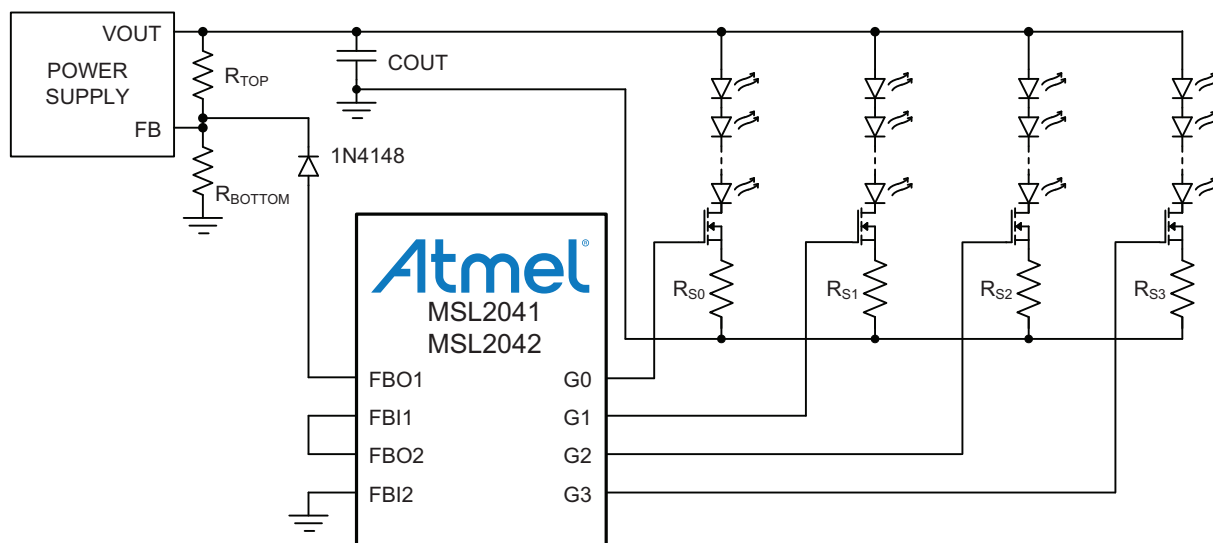 VOUT
POWER
SUPPLY
FB
RTOP
RBOTTOM
COUT
1N4148
Atmel®
MSL2041
MSL2042
FBO1
FBI1
FBO2
FBI2
G0
G1
G2
G3
RS0
RS1
RS2
RS3